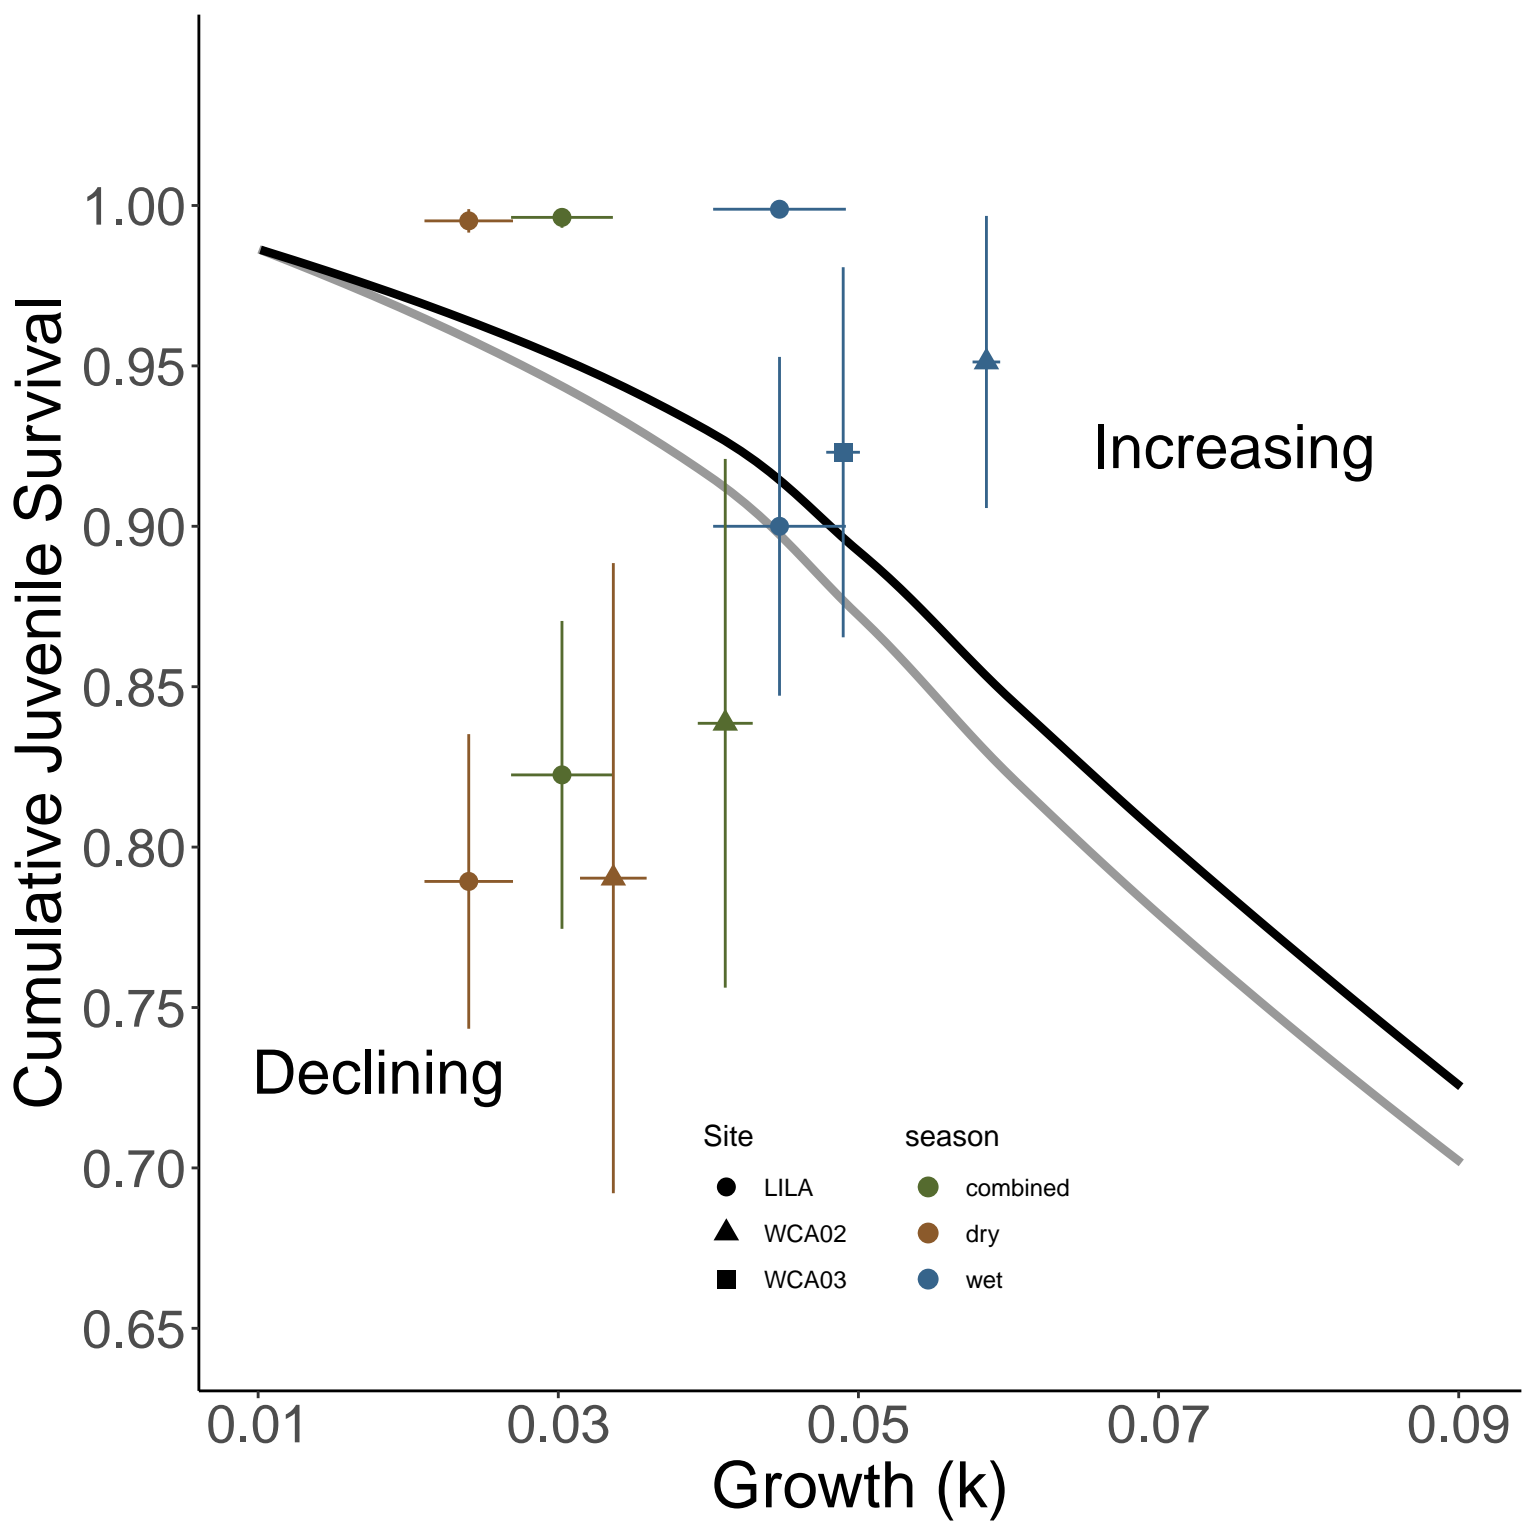 Cumulative Juvenile Survival
1.00
0.95
0.90
0.85
0.80
0.75
0.70
0.65
Increasing
Declining
Site
LILA
WCA02
WCA03
season
combined
dry
wet
0.01 0.03 0.05 0.07 0.09
Growth (k)